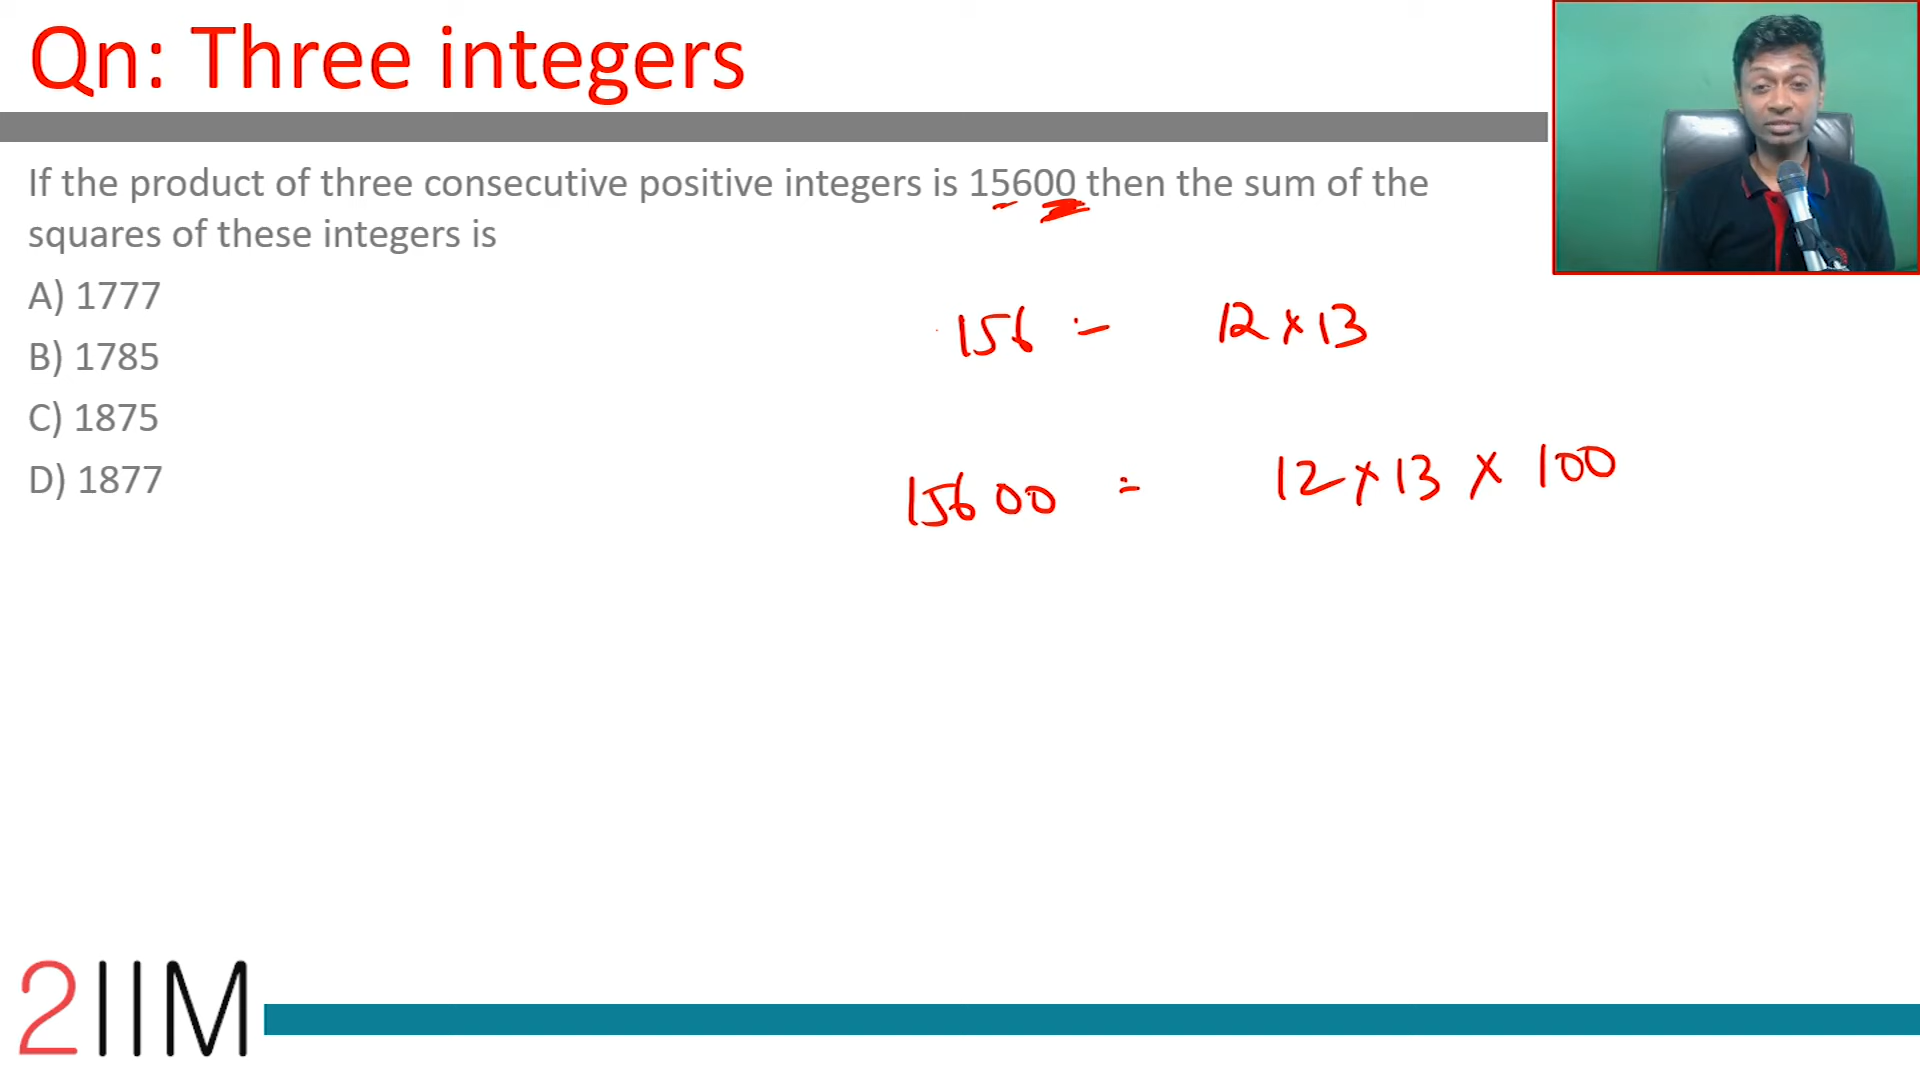 Qn: Three integers
If the product of three consecutive positive integers is 15600 then the sum of the
squares of these integers is
A) 1777
B) 1785
C) 1875
D) 1877
156 = 12 x 13
15600 = 12 x 13 x 100
2IIM